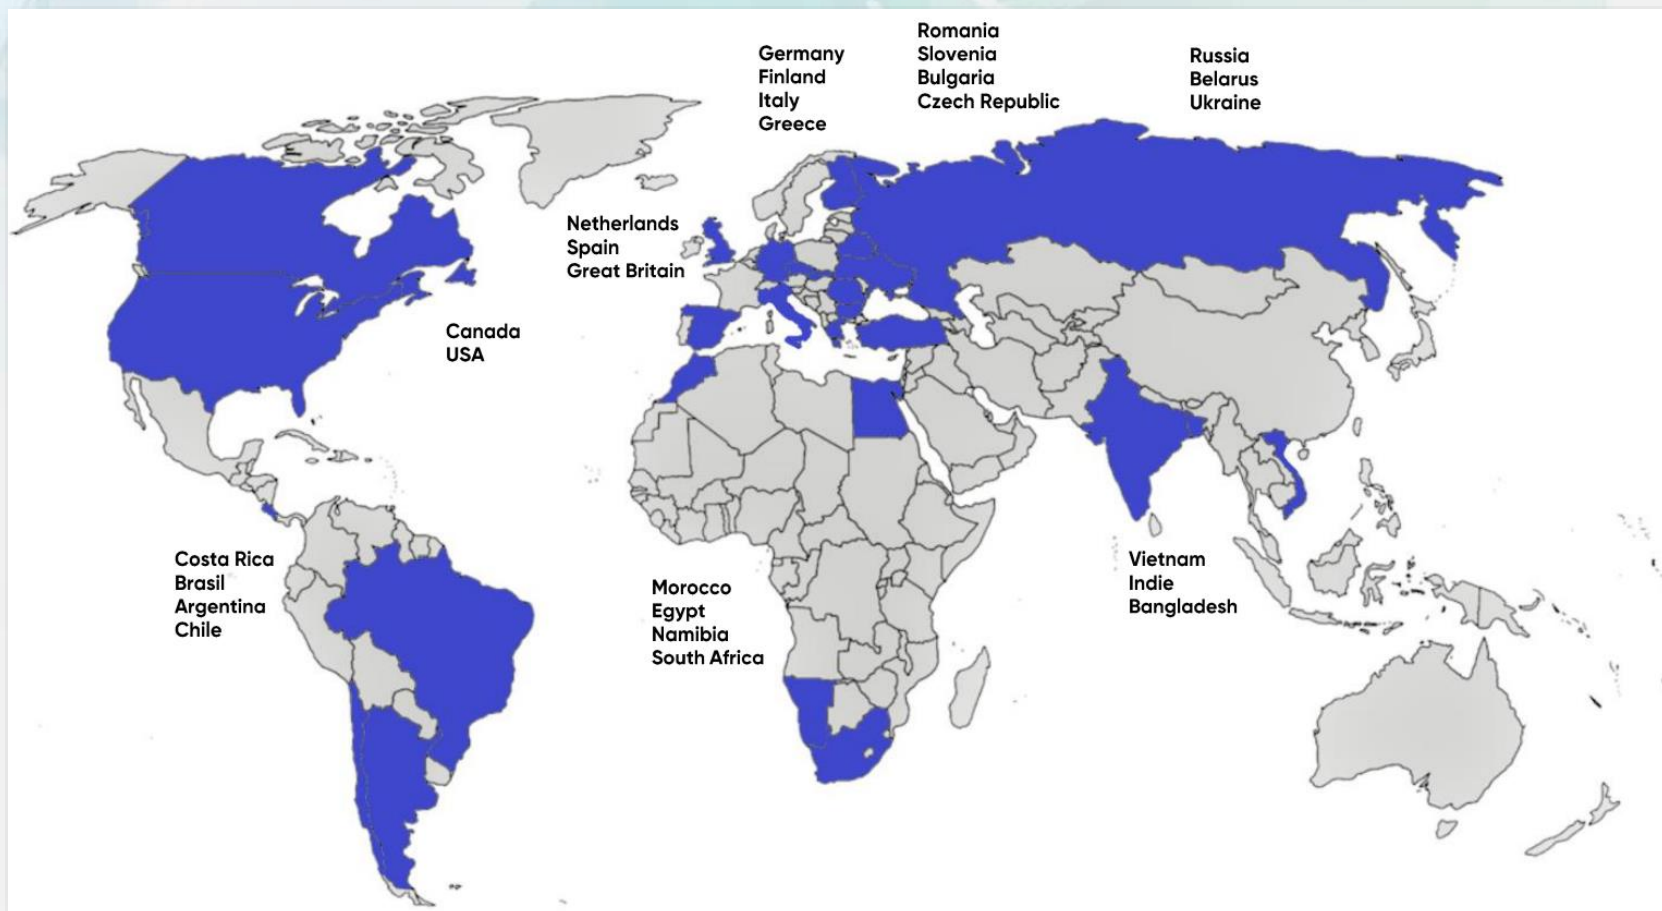 Germany
Finland
Italy
Greece
Romania
Slovenia
Bulgaria
Czech Republic
Russia
Belarus
Ukraine
Netherlands
Spain
Great Britain
Canada
USA
Costa Rica
Brasil
Argentina
Chile
Morocco
Egypt
Namibia
South Africa
Vietnam
Indie
Bangladesh